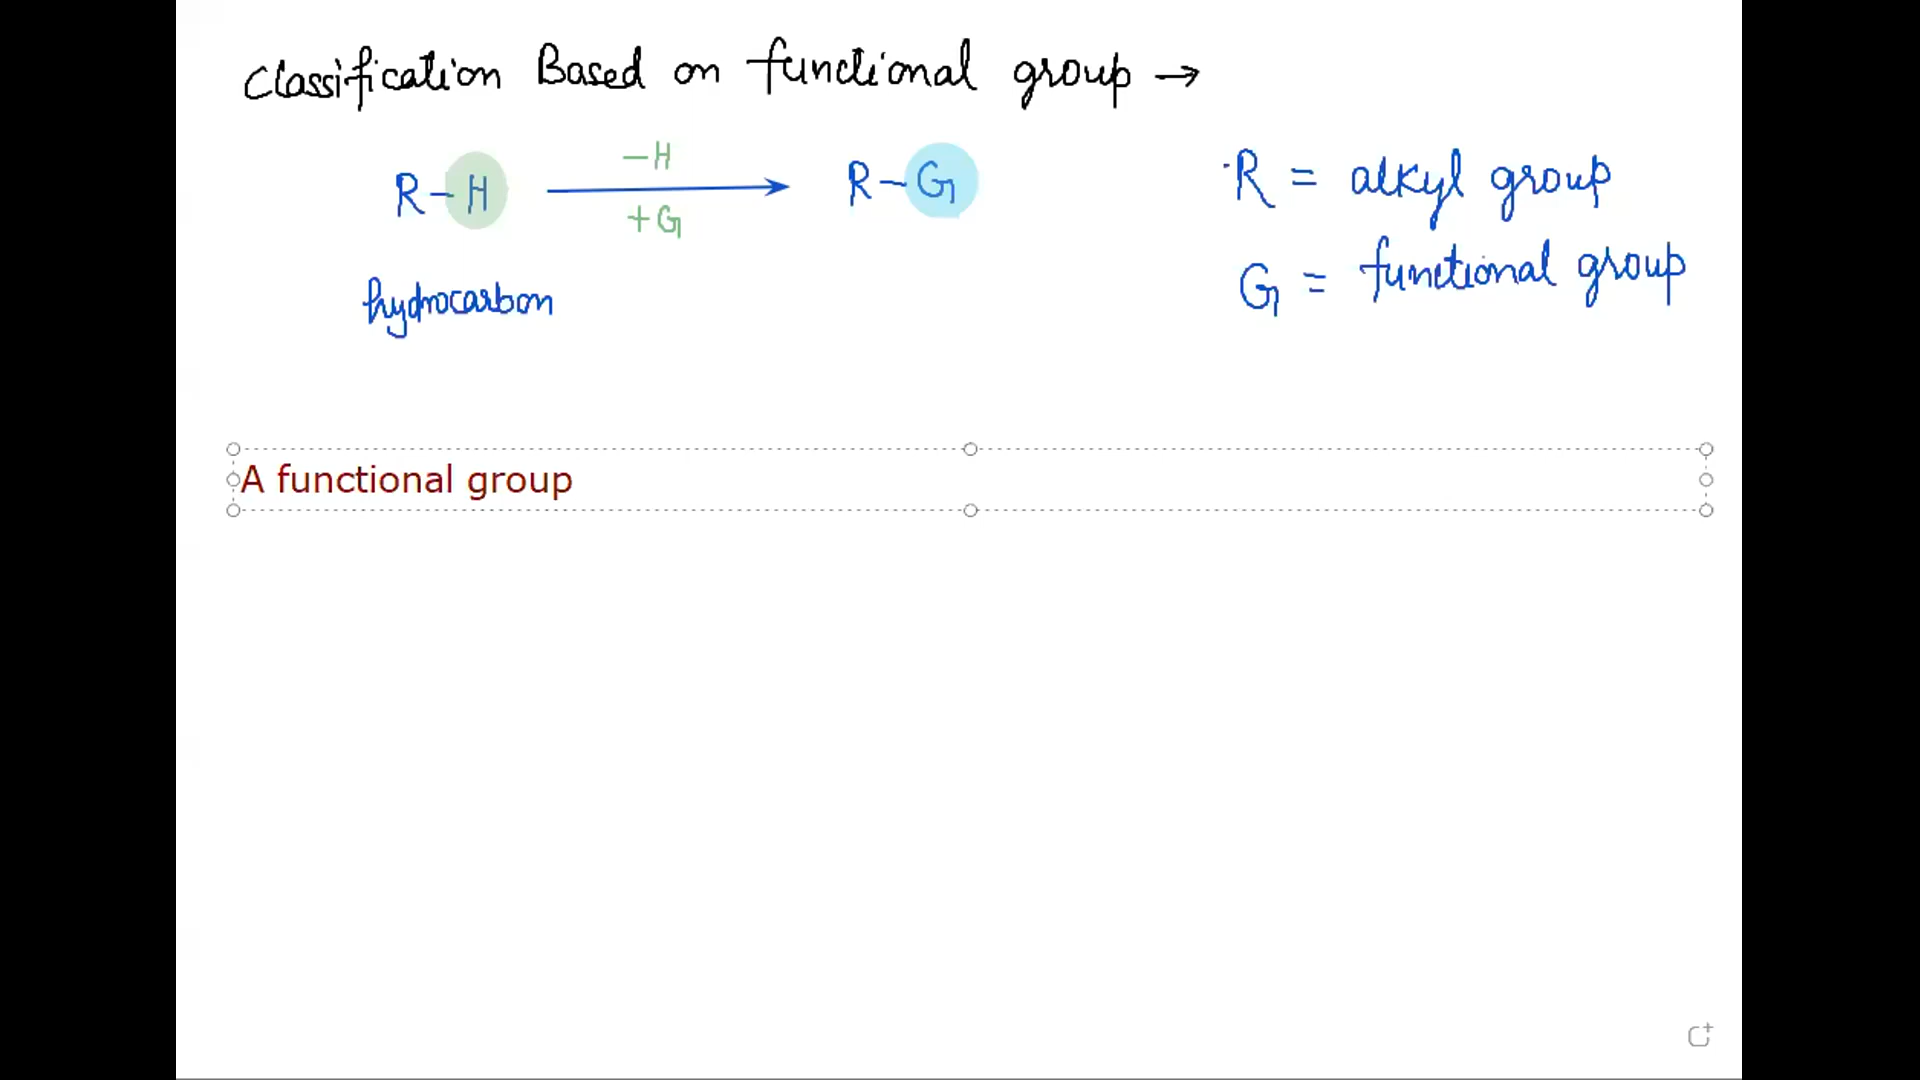 Classification Based on functional group →
R-H -H +G R-G R = alkyl group
hydrocarbon G = functional group
A functional group